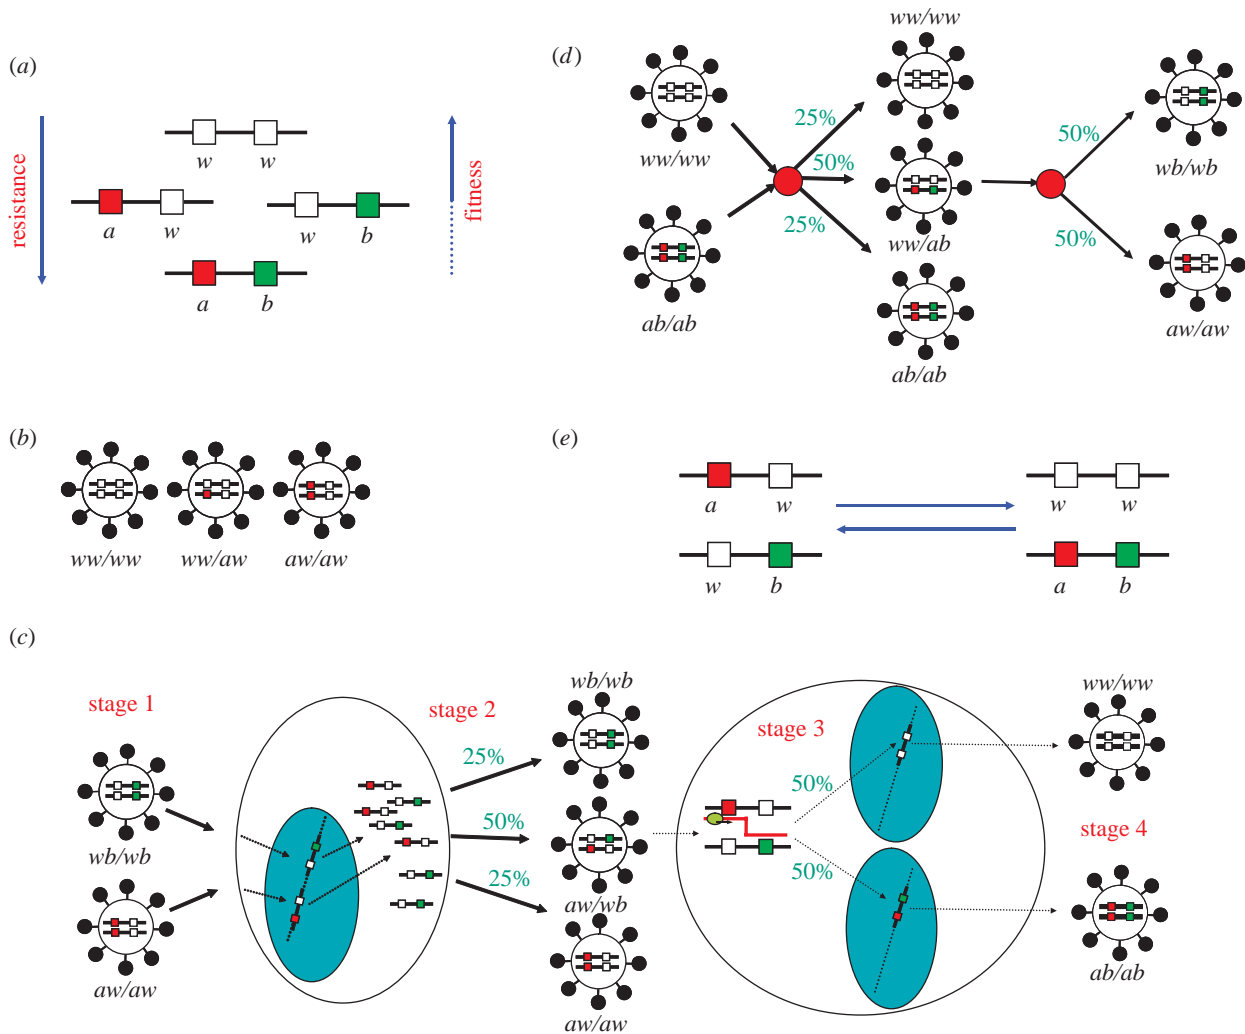 (a)
resistance
w w
a w
w b
a b
fitness
(b)
ww/ww
ww/aw
aw/aw
(c)
stage 1
wb/wb
aw/aw
stage 2
25%
50%
25%
wb/wb
aw/wb
aw/aw
stage 3
50%
50%
ww/ww
stage 4
ab/ab
(d)
ww/ww
ab/ab
25%
50%
25%
ww/ww
ww/ab
ab/ab
50%
50%
wb/wb
aw/aw
(e)
a w
w b
w w
a b